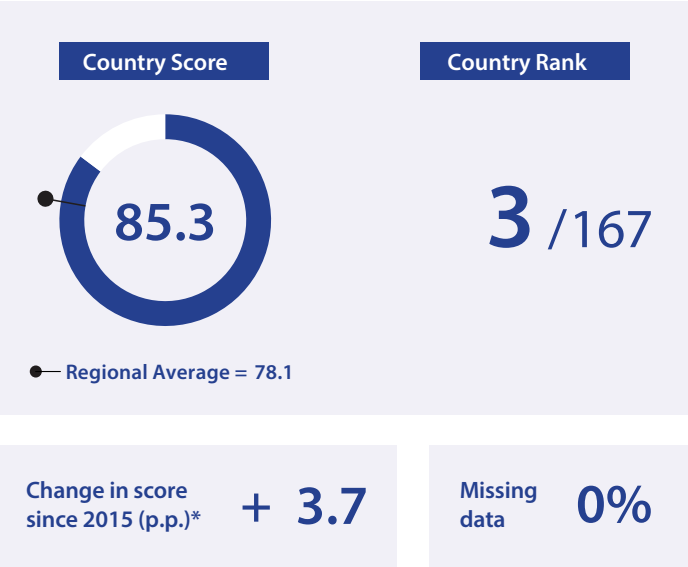 Country Score
Country Rank
85.3
3 /167
Regional Average = 78.1
Change in score
since 2015 (p.p.)*
+ 3.7
Missing
data
0%